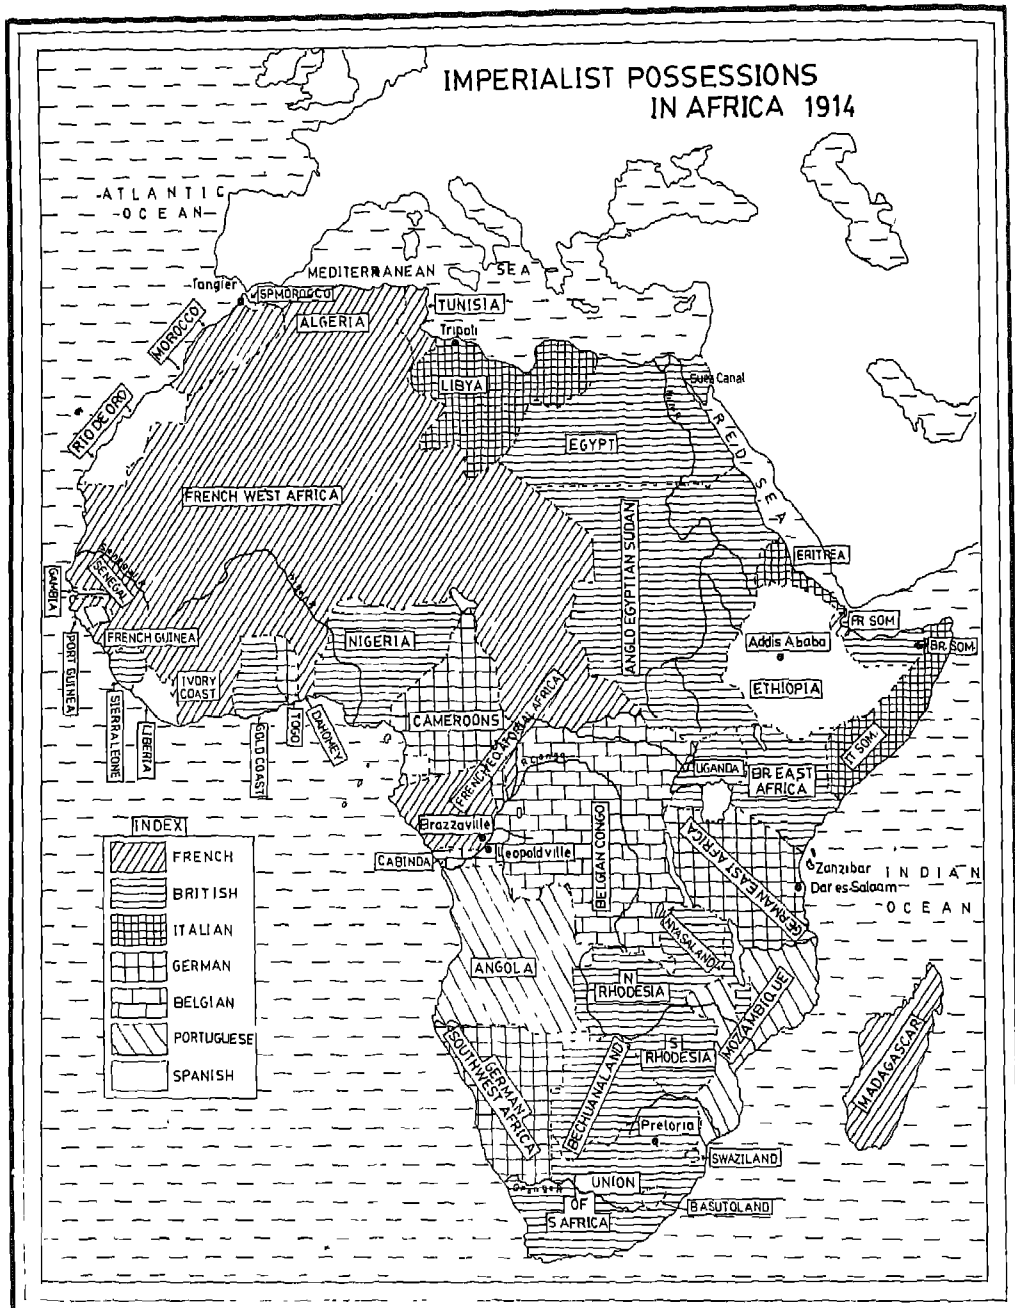 IMPERIALIST POSSESSIONS
IN AFRICA 1914
ATLANTIC
OCEAN
MEDITERRANEAN SEA
Tangier
SPMOROCCO
TUNISIA
ALGERIA
MOROCCO
Tripoli
LIBYA
Suez Canal
RIO DE ORO
EGYPT
RED SEA
FRENCH WEST AFRICA
ANGLO EGYPTIAN SUDAN
ERITREA
SENEGAL
GAMBIA
FR SOM
FRENCH GUINEA
NIGERIA
Addis Ababa
BR. SOM.
PORT GUINEA
IVORY
COAST
ETHIOPIA
SIERRALEONE
LIBERIA
GOLD COAST
TOGO
DAHOMEY
CAMEROONS
FRENCH EQATORIAL AFRICA
IT SOM.
R Congo
UGANDA
BR EAST
AFRICA
Brazzaville
BELGIAN CONGO
GERMAN EAST AFRICA
CABINDA
Leopoldville
Zanzibar
Dar es-Salaam
INDIAN
OCEAN
NYASALAND
ANGOLA
N
RHODESIA
MOZAMBIQUE
S
RHODESIA
MADAGASCAR
GERMAN
SOUTHWEST AFRICA
BECHUANALAND
Pretoria
SWAZILAND
Orange R
UNION
OF
S AFRICA
BASUTOLAND
INDEX
FRENCH
BRITISH
ITALIAN
GERMAN
BELGIAN
PORTUGUESE
SPANISH